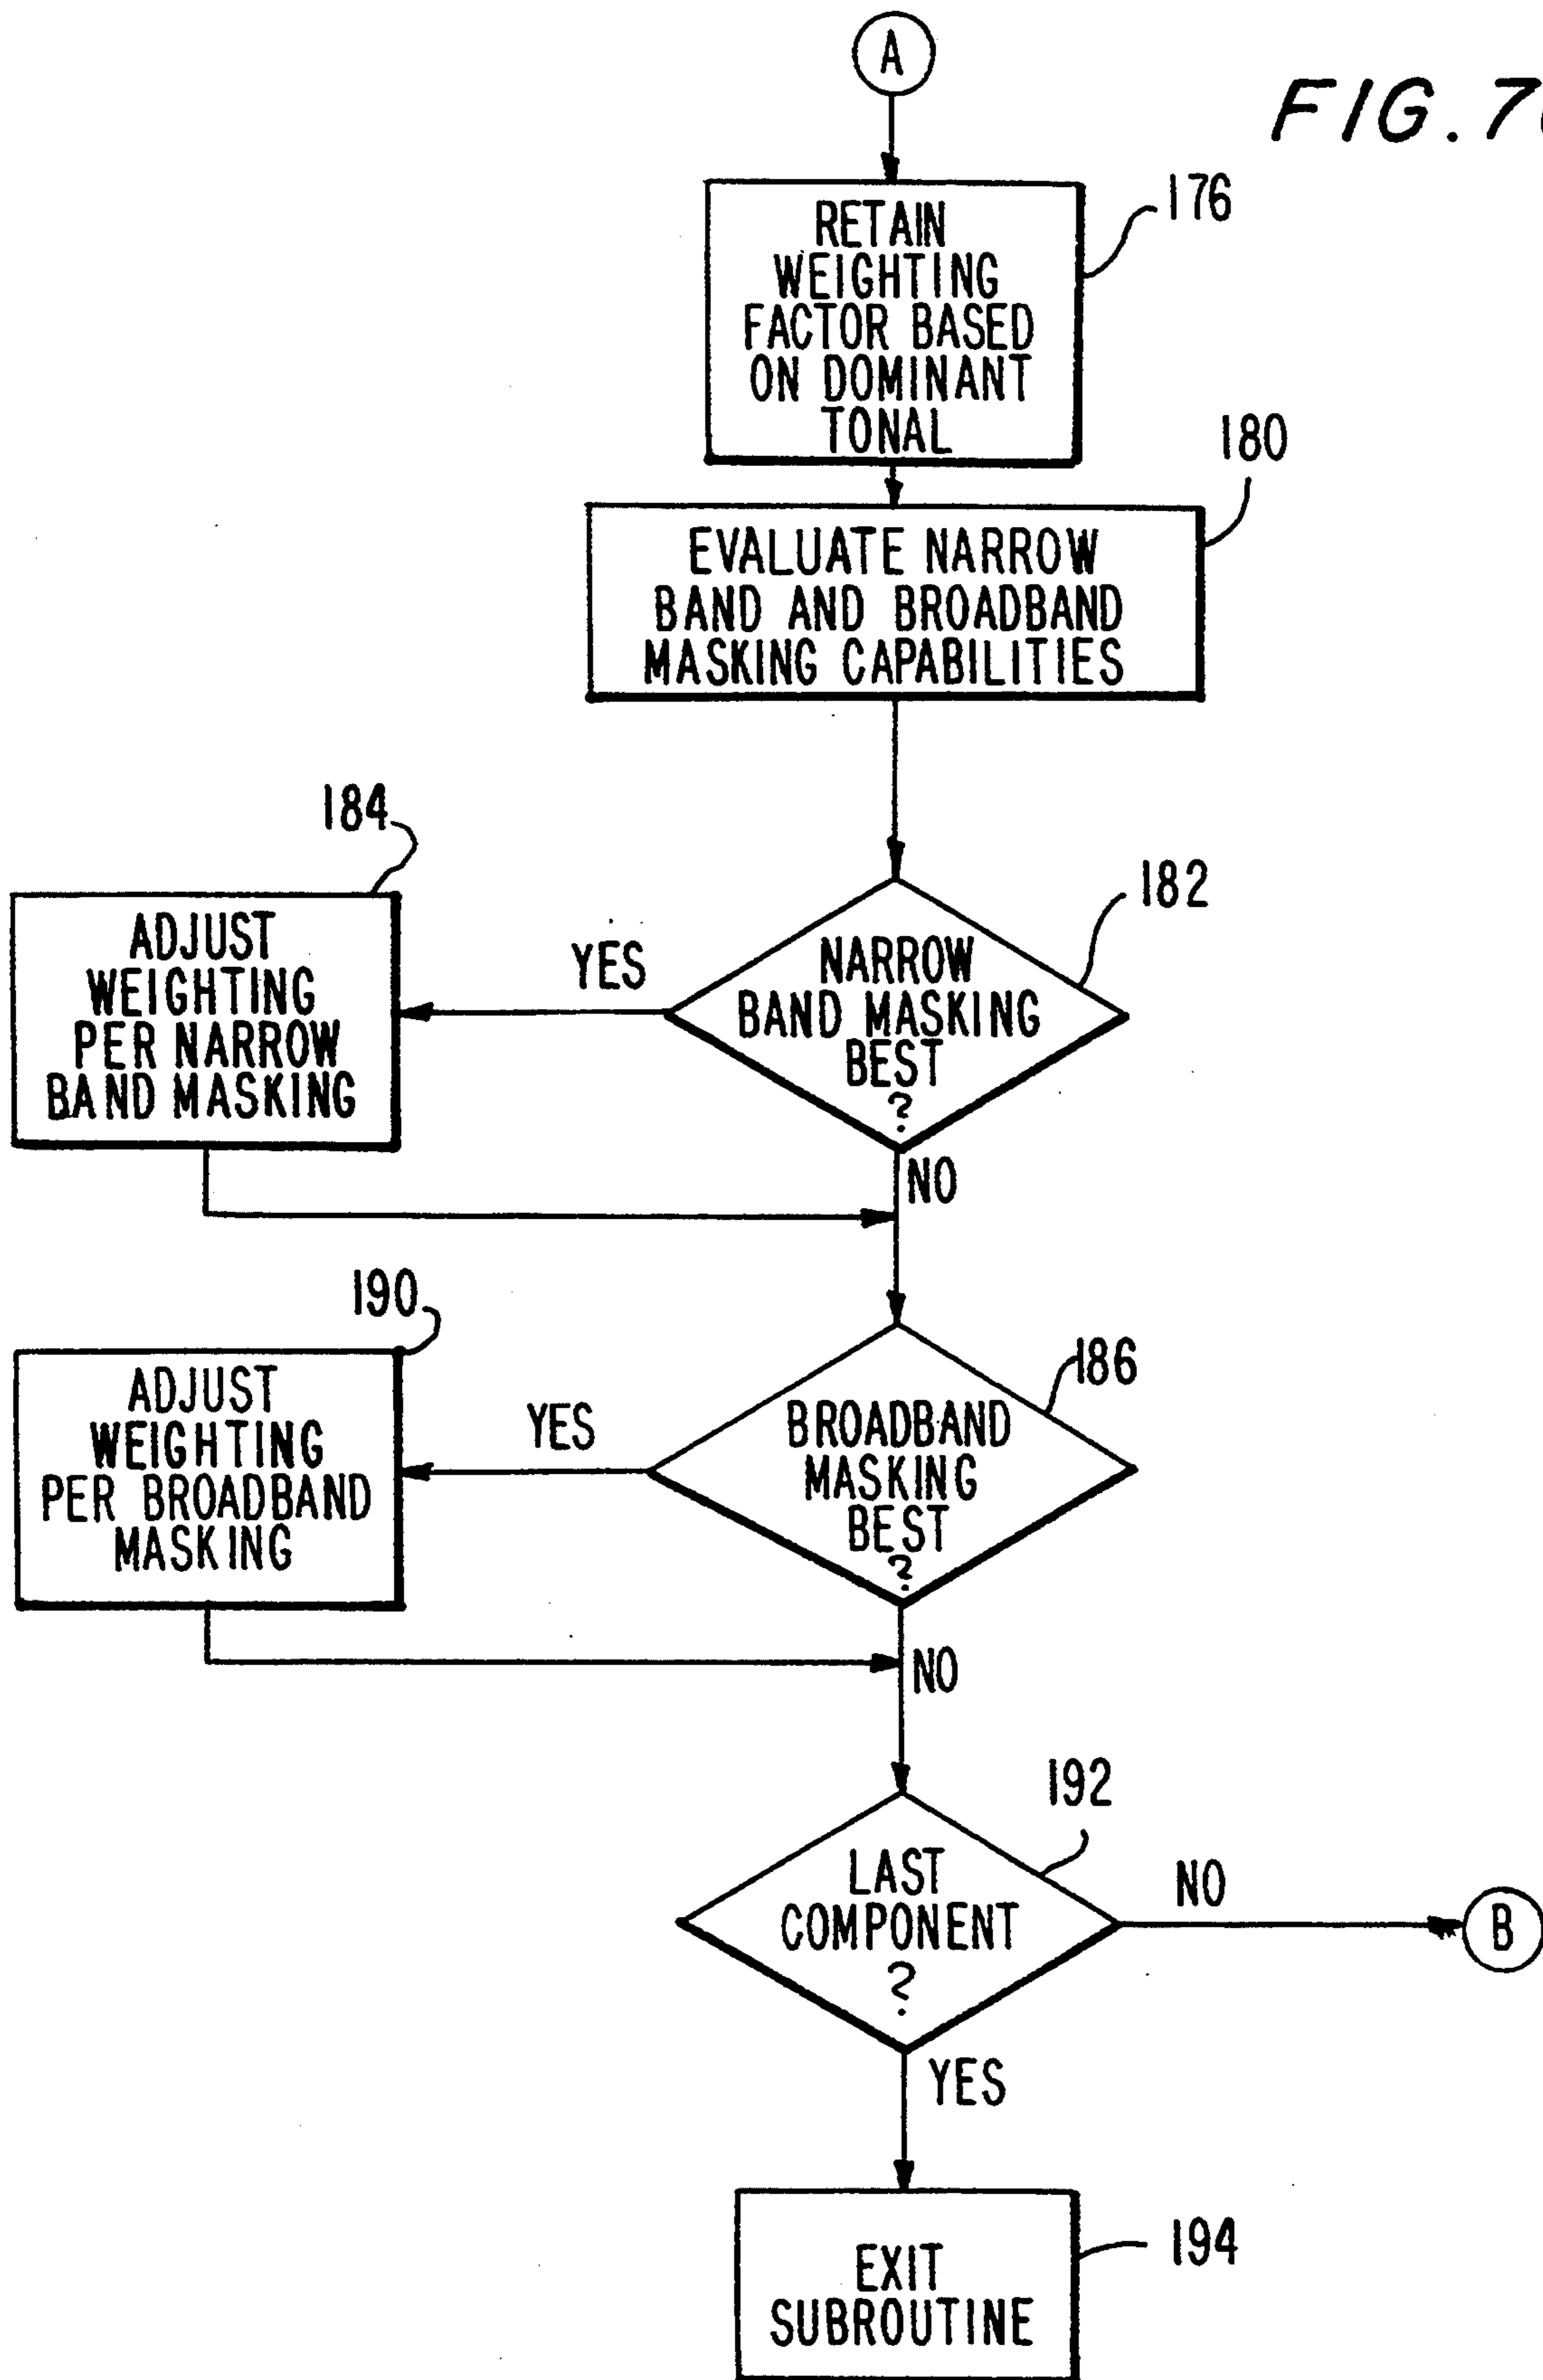 A
FIG. 7
176
RETAIN
WEIGHTING
FACTOR BASED
ON DOMINANT
TONAL
180
EVALUATE NARROW
BAND AND BROADBAND
MASKING CAPABILITIES
184
182
ADJUST
WEIGHTING
PER NARROW
BAND MASKING
YES
NARROW
BAND MASKING
BEST
?
NO
190
186
ADJUST
WEIGHTING
PER BROADBAND
MASKING
YES
BROADBAND
MASKING
BEST
?
NO
192
LAST
COMPONENT
?
NO
B
YES
194
EXIT
SUBROUTINE